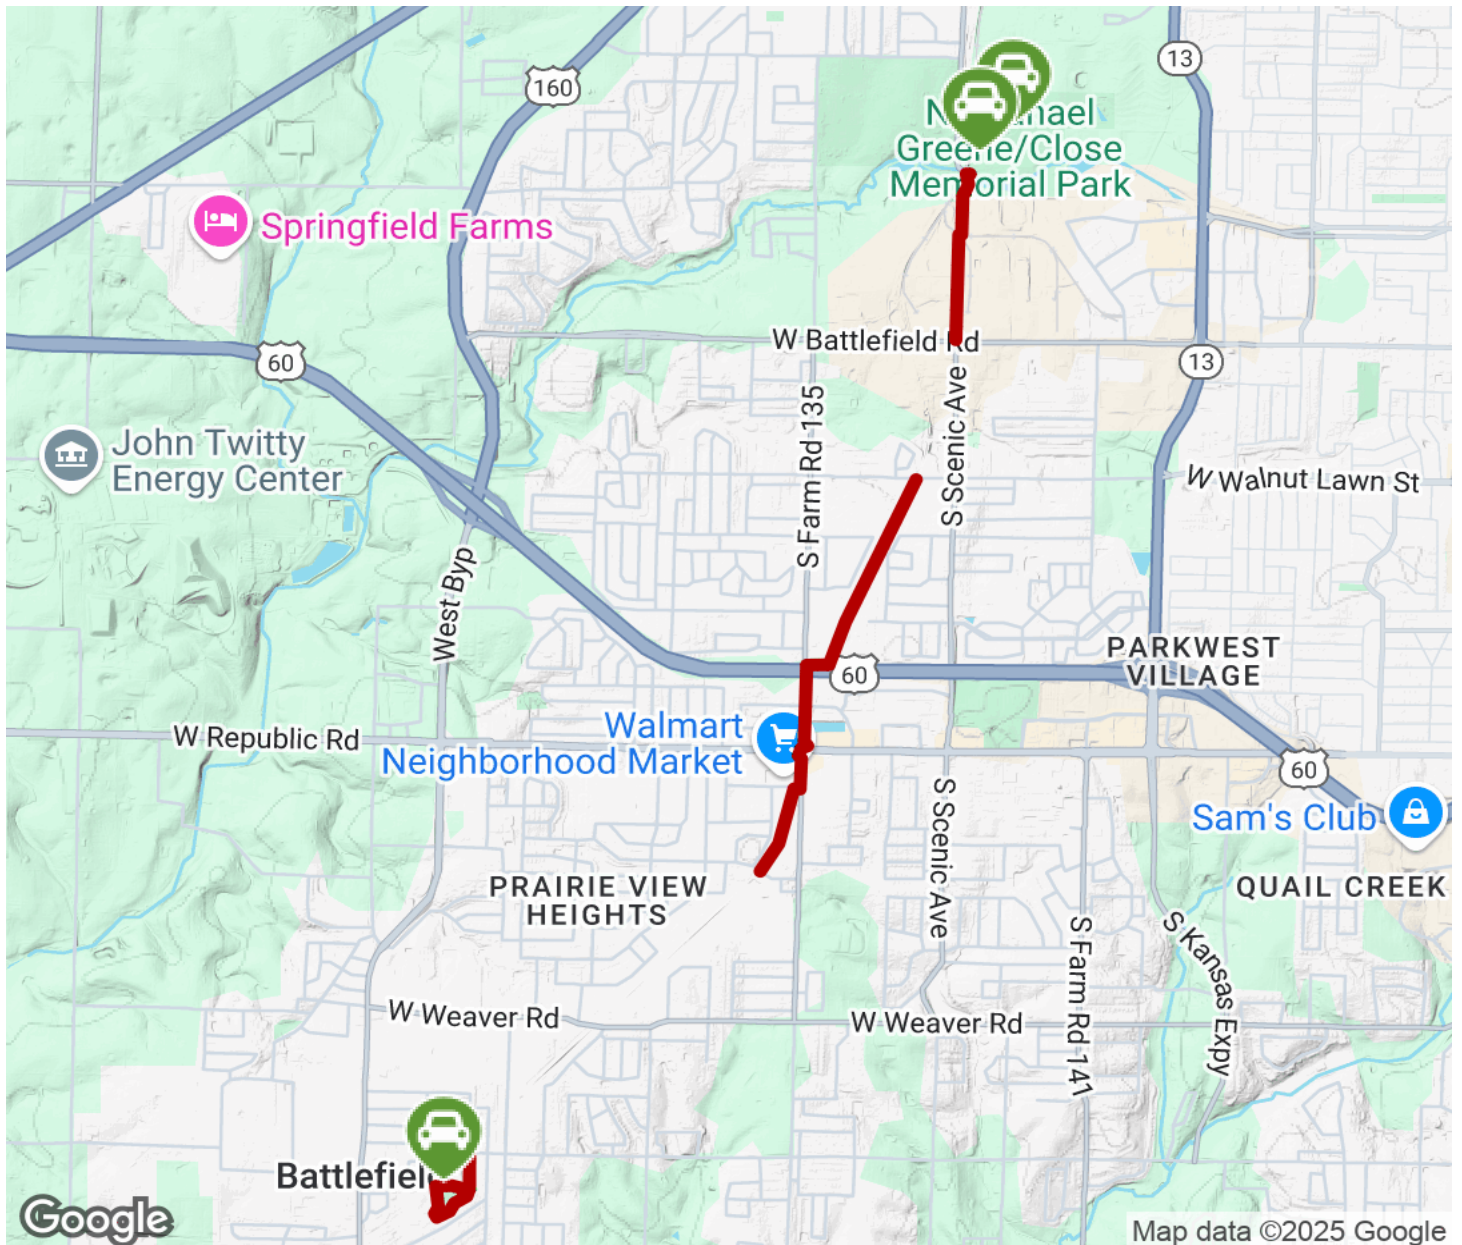 160
13
N
nael
Greene/Close
Memorial Park
Springfield Farms
W Battlefield Rd
60
13
John Twitty
Energy Center
S Farm Rd 135
S Scenic Ave
W Walnut Lawn St
West Byp
PARKWEST
VILLAGE
60
Walmart
Neighborhood Market
W Republic Rd
60
Sam's Club
S Scenic Ave
PRAIRIE VIEW
HEIGHTS
QUAIL CREEK
S Farm Rd 141
S Kansas Expy
W Weaver Rd
W Weaver Rd
Battlefield
Google
Map data ©2025 Google